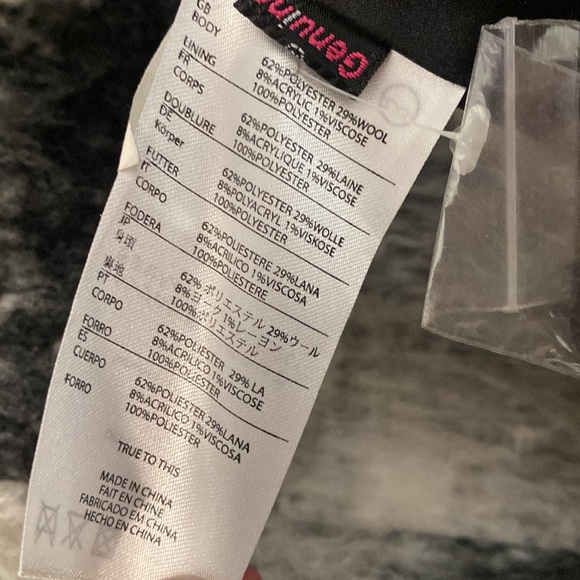 Genuine
GB
BODY 62%POLYESTER 29%WOOL
8%ACRYLIC 1%VISCOSE
LINING 100%POLYESTER
FR
CORPS 62%POLYESTER 29%LAINE
8%ACRYLIQUE 1%VISCOSE
DOUBLURE 100%POLYESTER
DE
Körper 62%POLYESTER 29%WOLLE
8%POLYACRYL 1%VISKOSE
FUTTER 100%POLYESTER
IT
CORPO 62%POLIESTERE 29%LANA
8%ACRILICO 1%VISCOSA
FODERA 100%POLIESTERE
JP
62%ポリエステル 29%ウール
1%レーヨン
100%ポリエステル
PT
CORPO 62%POLIESTER 29% LA
8%ACRILICO 1%VISCOSE
FORRO 100%POLIESTER
ES
CUERPO 62%POLIESTER 29%LANA
8%ACRILICO 1%VISCOSA
FORRO 100%POLIESTER
TRUE TO THIS
MADE IN CHINA
FAIT EN CHINE
FABRICADO EM CHINA
HECHO EN CHINA